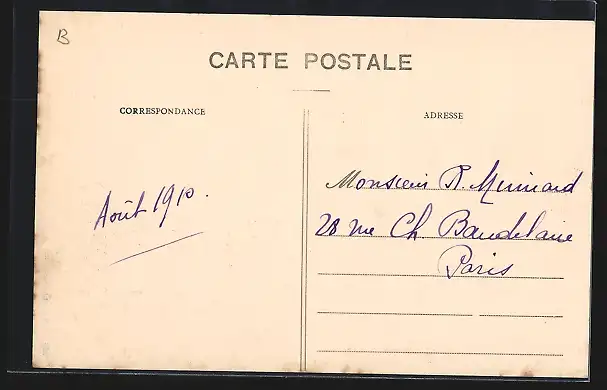 B
CARTE POSTALE
CORRESPONDANCE
ADRESSE
Août 1910.
Monsieur R.
28 rue Ch Baudelaire
Paris